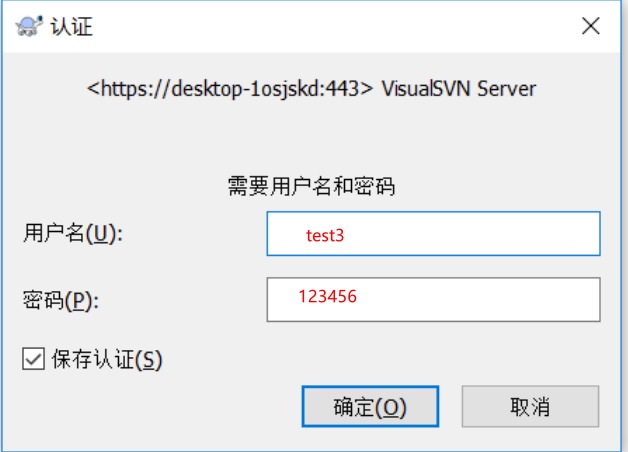 认证
<https://desktop-1osjskd:443> VisualSVN Server
需要用户名和密码
用户名(U): test3
密码(P): 123456
保存认证(S)
确定(O) 取消